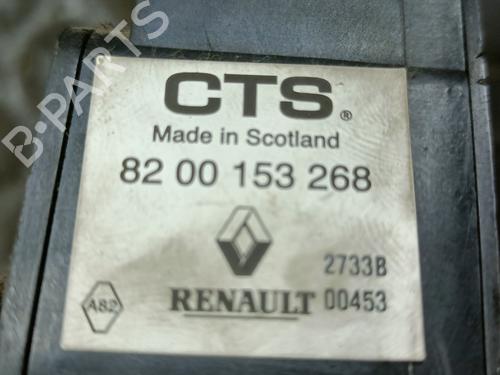 CTS®
Made in Scotland
82 00 153 268
2733B
A82 RENAULT 00453
B-PARTS